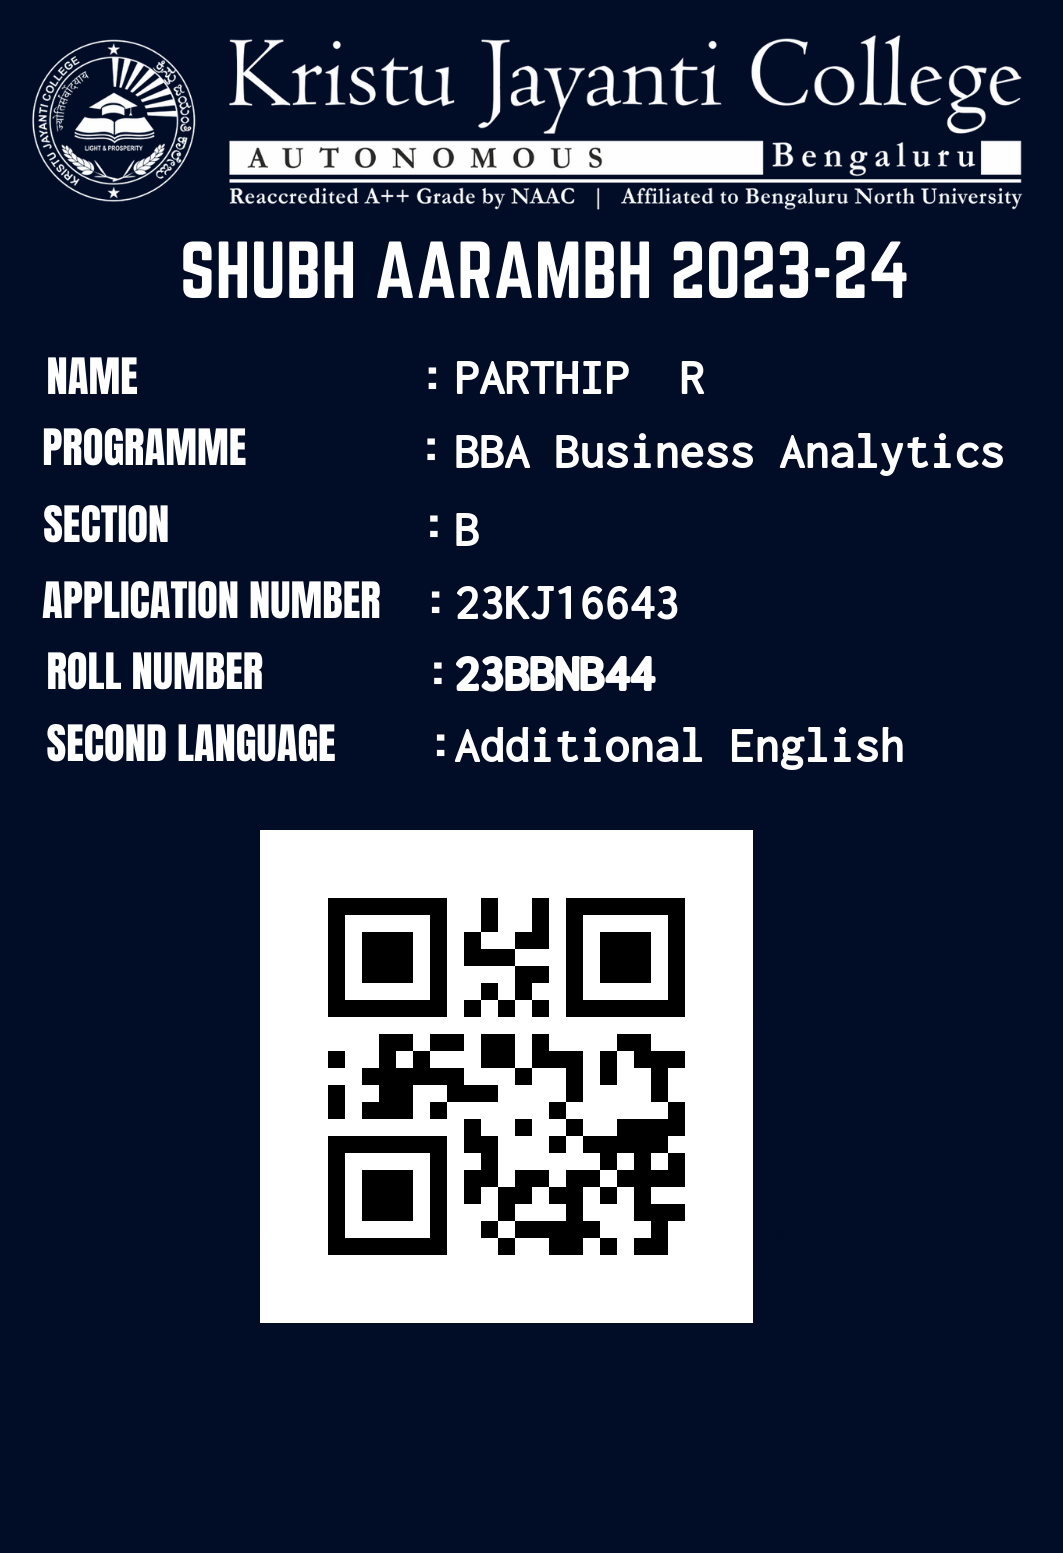 KRISTU JAYANTI COLLEGE
ಕ್ರಿಸ್ತು ಜಯಂತಿ ಕಾಲೇಜು
LIGHT & PROSPERITY
Kristu Jayanti College
AUTONOMOUS Bengaluru
Reaccredited A++ Grade by NAAC | Affiliated to Bengaluru North University
SHUBH AARAMBH 2023-24
NAME : PARTHIP R
PROGRAMME : BBA Business Analytics
SECTION : B
APPLICATION NUMBER : 23KJ16643
ROLL NUMBER : 23BBNB44
SECOND LANGUAGE : Additional English